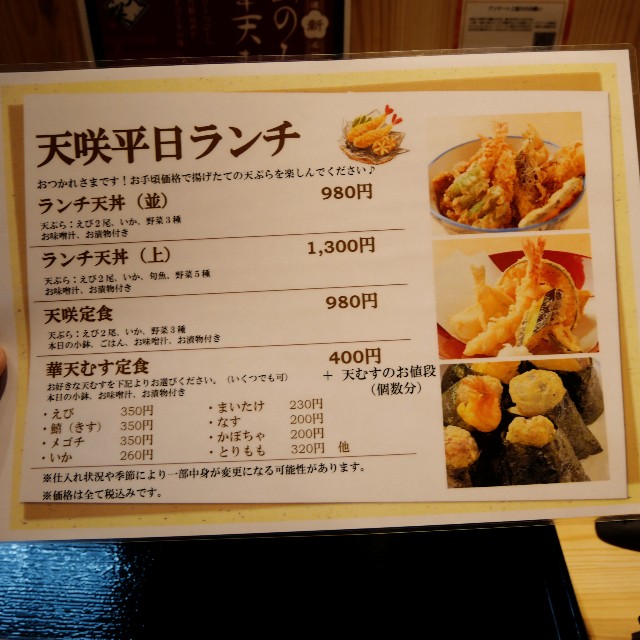 天咲平日ランチ
おつかれさまです！お手頃価格で揚げたての天ぷらを楽しんでください♪
ランチ天丼（並） 980円
天ぷら：えび２尾、いか、野菜３種
お味噌汁、お漬物付き
ランチ天丼（上） 1,300円
天ぷら：えび２尾、いか、旬魚、野菜５種
お味噌汁、お漬物付き
天咲定食 980円
天ぷら：えび２尾、いか、野菜３種
本日の小鉢、ごはん、お味噌汁、お漬物付き
華天むす定食 400円
お好きな天むすを下記よりお選びください。（いくつでも可） ＋ 天むすのお値段
本日の小鉢、お味噌汁、お漬物付き （個数分）
・えび 350円 ・まいたけ 230円
・鱚（きす） 350円 ・なす 200円
・メゴチ 350円 ・かぼちゃ 200円
・いか 260円 ・とりもも 320円 他
※仕入れ状況や季節により一部中身が変更になる可能性があります。
※価格は全て税込みです。